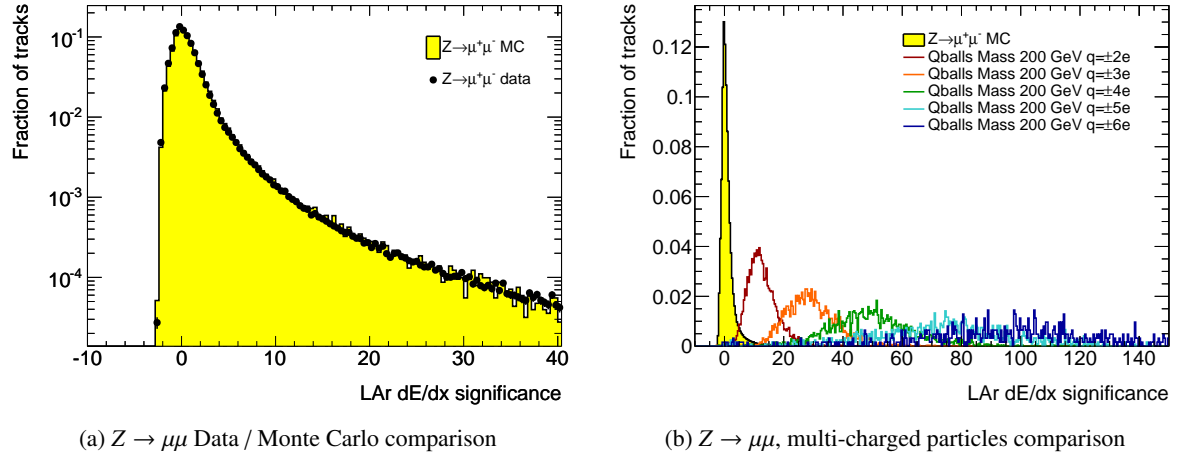 Fraction of tracks
10⁻¹
10⁻²
10⁻³
10⁻⁴
Z→μ⁺μ⁻ MC
Z→μ⁺μ⁻ data
-10 0 10 20 30 40
LAr dE/dx significance
(a) Z → μμ Data / Monte Carlo comparison
Fraction of tracks
0.12
0.1
0.08
0.06
0.04
0.02
0
Z→μ⁺μ⁻ MC
Qballs Mass 200 GeV q=±2e
Qballs Mass 200 GeV q=±3e
Qballs Mass 200 GeV q=±4e
Qballs Mass 200 GeV q=±5e
Qballs Mass 200 GeV q=±6e
0 20 40 60 80 100 120 140
LAr dE/dx significance
(b) Z → μμ, multi-charged particles comparison